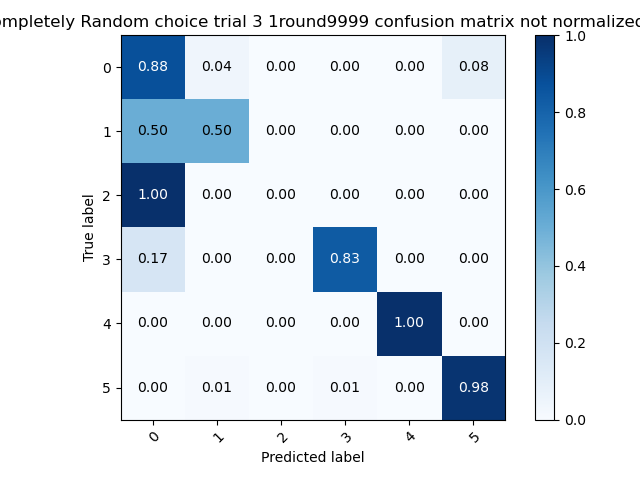 mpletely Random choice trial 3 1round9999 confusion matrix not normalized
0 0.88 0.04 0.00 0.00 0.00 0.08
1 0.50 0.50 0.00 0.00 0.00 0.00
2 1.00 0.00 0.00 0.00 0.00 0.00
3 0.17 0.00 0.00 0.83 0.00 0.00
4 0.00 0.00 0.00 0.00 1.00 0.00
5 0.00 0.01 0.00 0.01 0.00 0.98
0 1 2 3 4 5
True label
Predicted label
1.0
0.8
0.6
0.4
0.2
0.0